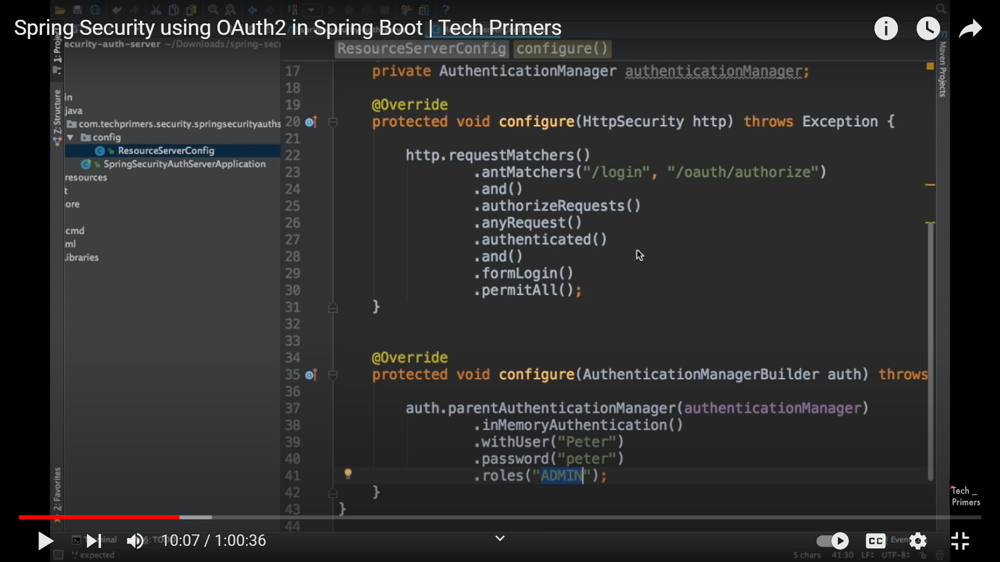 Spring Security using OAuth2 in Spring Boot | Tech Primers
ecurity-auth-server ~/Downloads/spring-secu
ResourceServerConfig configure()
1: Project
Z: Structure
2: Favorites
Maven Projects
in
java
com.techprimers.security.springsecurityauths
config
ResourceServerConfig
SpringSecurityAuthServerApplication
resources
t
ore
cmd
ml
Libraries
17 private AuthenticationManager authenticationManager;
18
19 @Override
20 protected void configure(HttpSecurity http) throws Exception {
21
22 http.requestMatchers()
23 .antMatchers("/login", "/oauth/authorize")
24 .and()
25 .authorizeRequests()
26 .anyRequest()
27 .authenticated()
28 .and()
29 .formLogin()
30 .permitAll();
31 }
32
33
34 @Override
35 protected void configure(AuthenticationManagerBuilder auth) throws
36
37 auth.parentAuthenticationManager(authenticationManager)
38 .inMemoryAuthentication()
39 .withUser("Peter")
40 .password("peter")
41 .roles("ADMIN");
42 }
43 }
44
Tech _
Primers
10:07 / 1:00:36
CC
6: TODO
';' expected
5 chars 41:30 LF÷ UTF-8÷